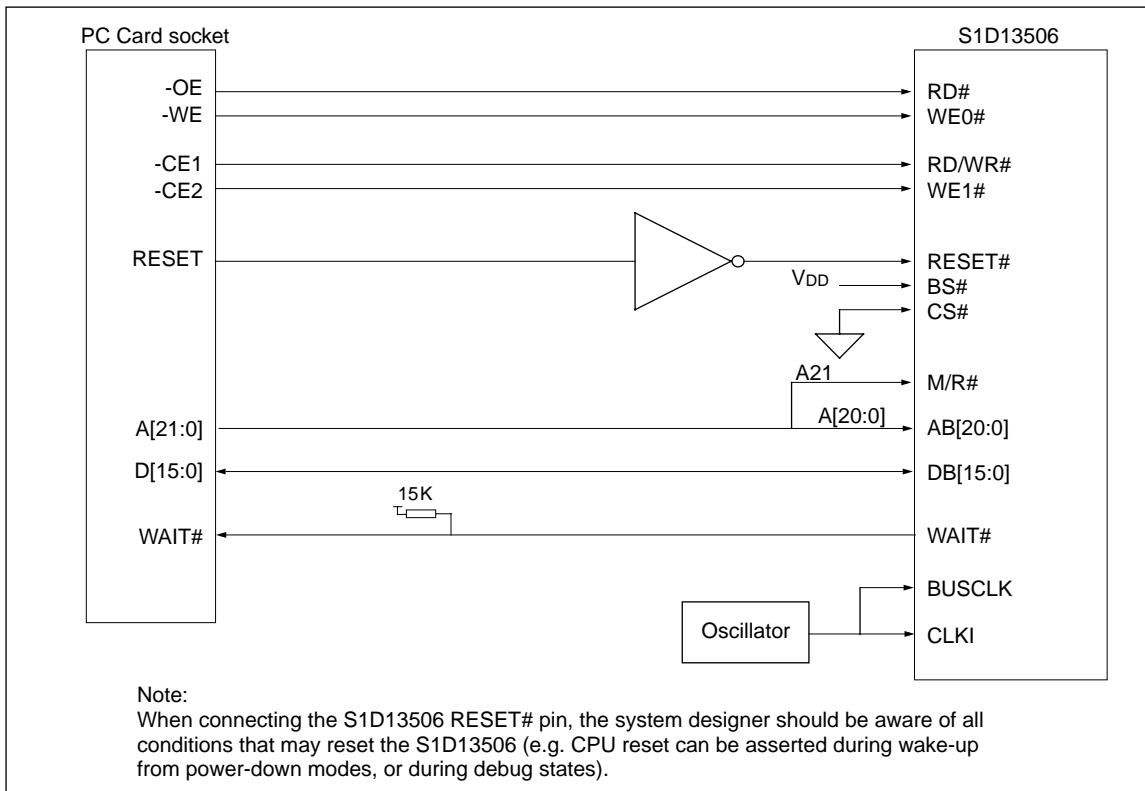 PC Card socket
S1D13506
-OE
RD#
-WE
WE0#
-CE1
RD/WR#
-CE2
WE1#
RESET
RESET#
VDD
BS#
CS#
A21
M/R#
A[21:0]
A[20:0]
AB[20:0]
D[15:0]
DB[15:0]
15K
WAIT#
WAIT#
BUSCLK
Oscillator
CLKI
Note:
When connecting the S1D13506 RESET# pin, the system designer should be aware of all
conditions that may reset the S1D13506 (e.g. CPU reset can be asserted during wake-up
from power-down modes, or during debug states).